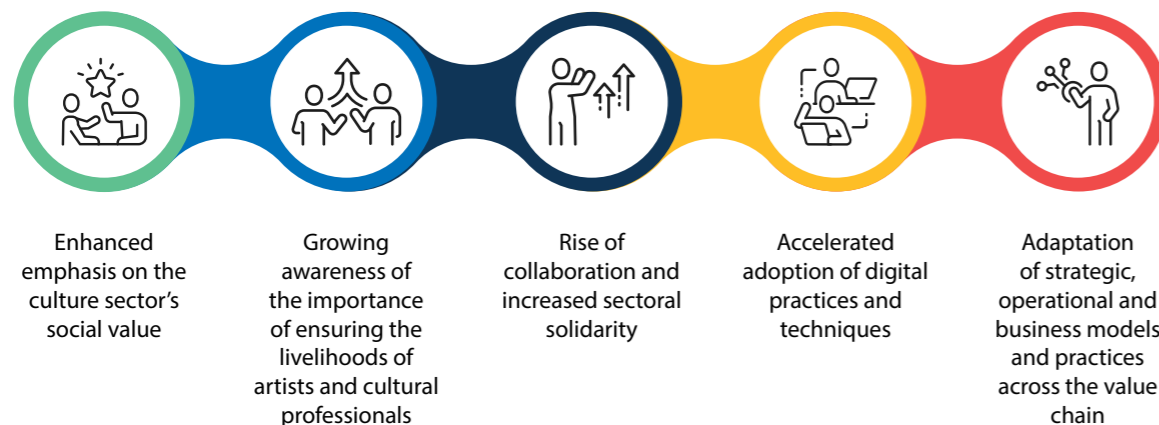 Enhanced
emphasis on the
culture sector's
social value
Growing
awareness of
the importance
of ensuring the
livelihoods of
artists and cultural
professionals
Rise of
collaboration and
increased sectoral
solidarity
Accelerated
adoption of digital
practices and
techniques
Adaptation
of strategic,
operational and
business models
and practices
across the value
chain